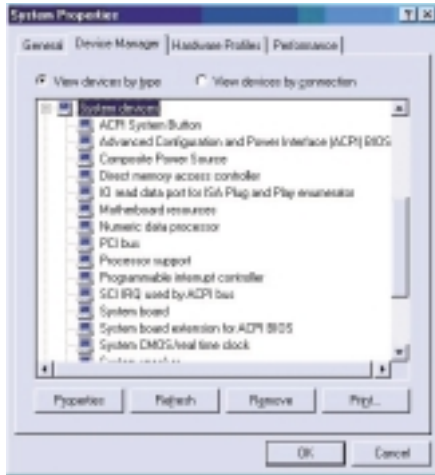 System Properties
General Device Manager Hardware Profiles Performance
View devices by type View devices by connection
System devices
ACPI System Button
Advanced Configuration and Power Interface (ACPI) BIOS
Composite Power Source
Direct memory access controller
IO read data port for ISA Plug and Play enumerator
Motherboard resources
Numeric data processor
PCI bus
Processor support
Programmable interrupt controller
SCI IRQ used by ACPI bus
System board
System board extension for ACPI BIOS
System CMOS/real time clock
System speaker
Properties Refresh Remove Print...
OK Cancel